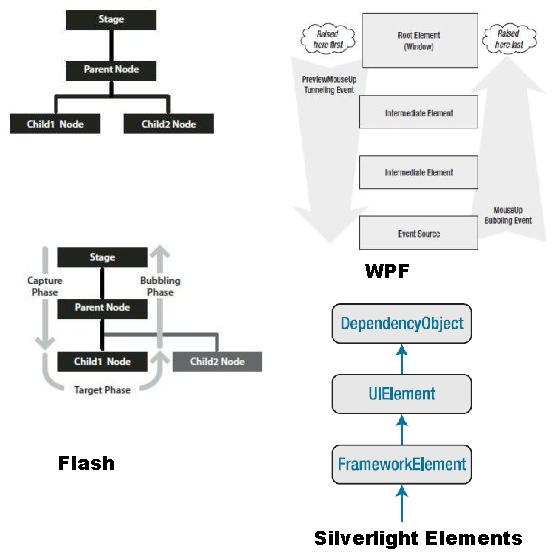 Stage
Parent Node
Child1 Node
Child2 Node
Raised
here first
Root Element
(Window)
Raised
here last
PreviewMouseUp
Tunneling Event
Intermediate Element
Intermediate Element
MouseUp
Bubbling Event
Event Source
WPF
Stage
Capture
Phase
Bubbling
Phase
Parent Node
Child1 Node
Child2 Node
Target Phase
Flash
DependencyObject
UIElement
FrameworkElement
Silverlight Elements